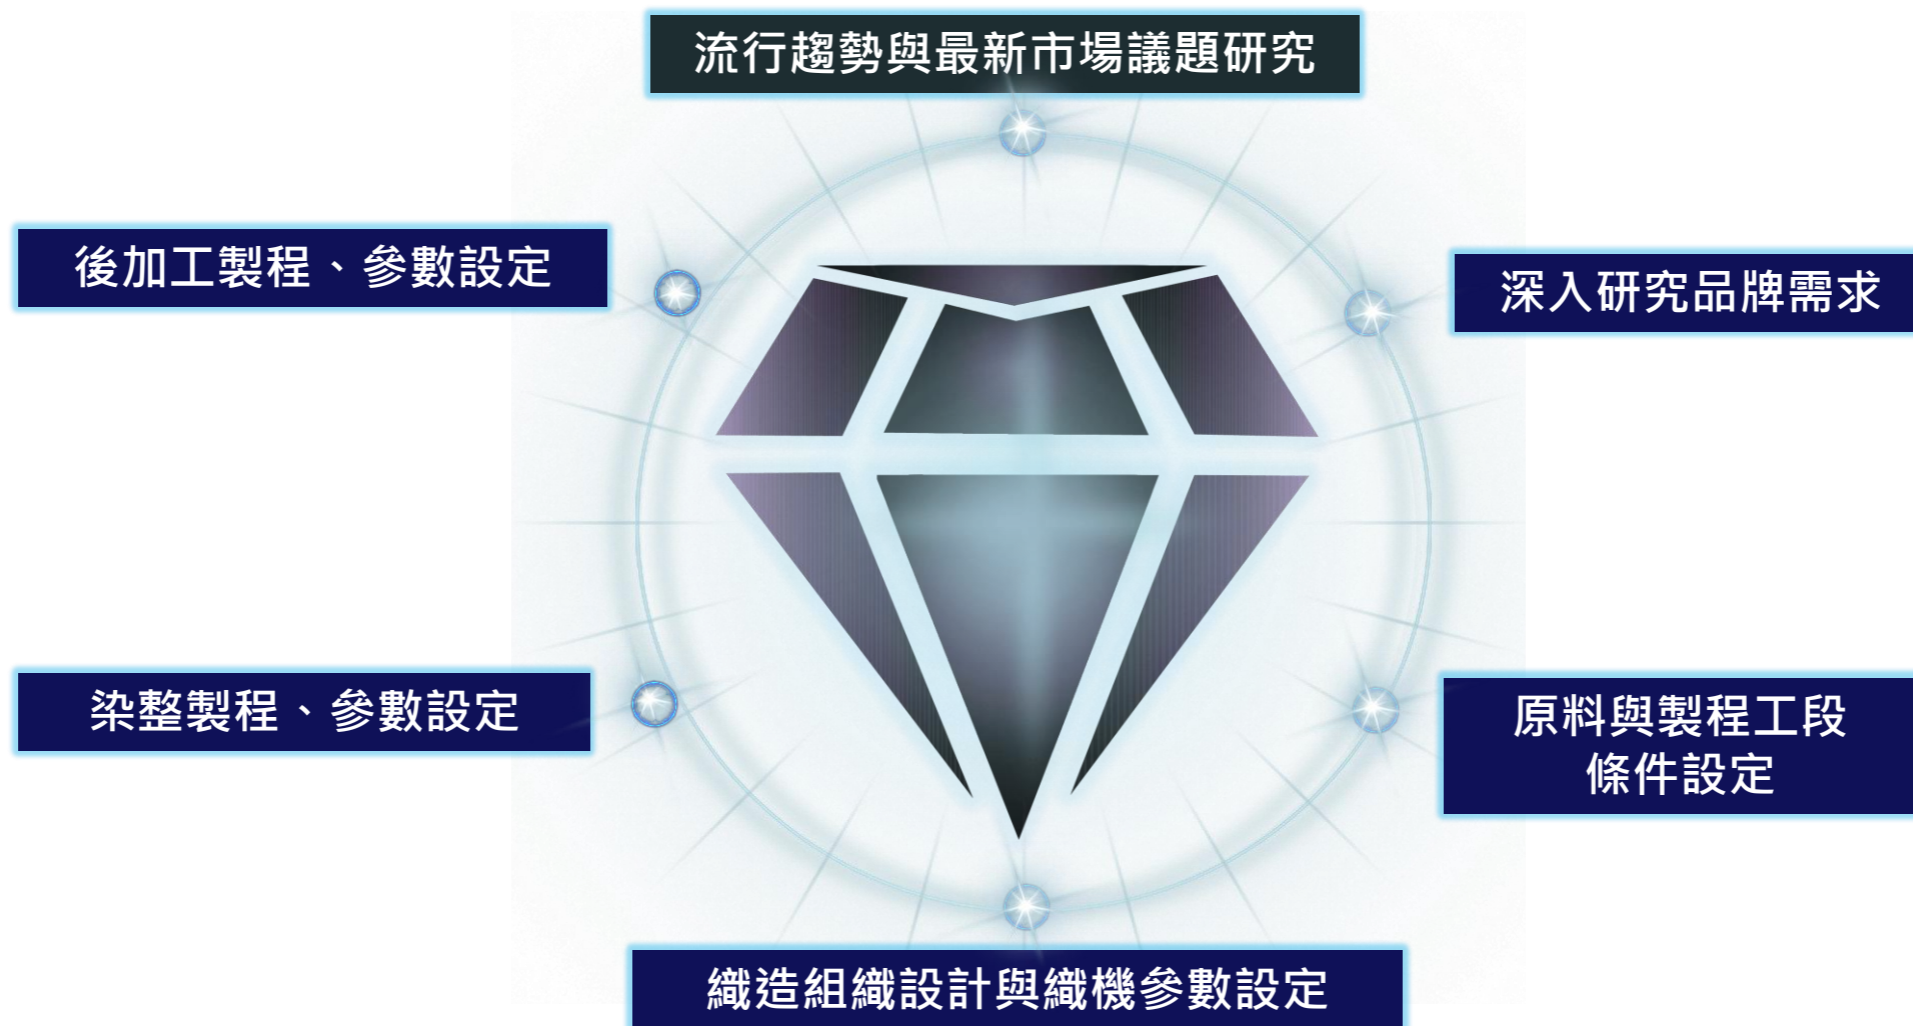 流行趨勢與最新市場議題研究
後加工製程、參數設定
深入研究品牌需求
染整製程、參數設定
原料與製程工段
條件設定
織造組織設計與織機參數設定